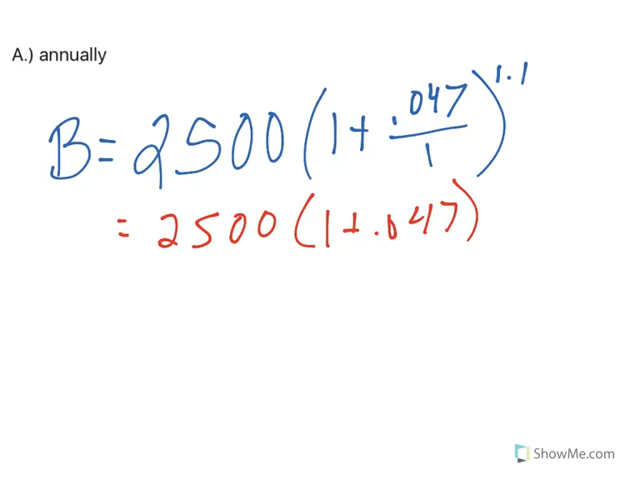 A.) annually
B = 2500 (1 + .047/1)^1·1
= 2500 (1 + .047)
ShowMe.com